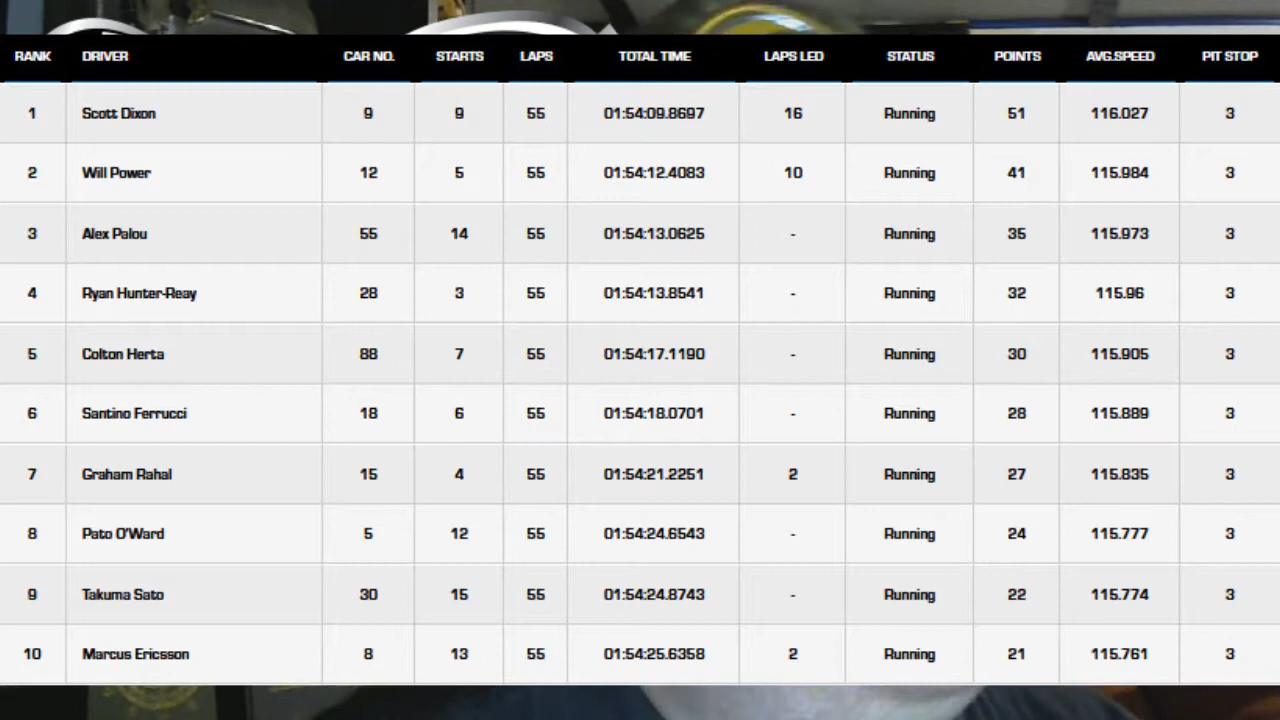 RANK DRIVER CAR NO. STARTS LAPS TOTAL TIME LAPS LED STATUS POINTS AVG.SPEED PIT STOP
1 Scott Dixon 9 9 55 01:54:09.8697 16 Running 51 116.027 3
2 Will Power 12 5 55 01:54:12.4083 10 Running 41 115.984 3
3 Alex Palou 55 14 55 01:54:13.0625 - Running 35 115.973 3
4 Ryan Hunter-Reay 28 3 55 01:54:13.8541 - Running 32 115.96 3
5 Colton Herta 88 7 55 01:54:17.1190 - Running 30 115.905 3
6 Santino Ferrucci 18 6 55 01:54:18.0701 - Running 28 115.889 3
7 Graham Rahal 15 4 55 01:54:21.2251 2 Running 27 115.835 3
8 Pato O'Ward 5 12 55 01:54:24.6543 - Running 24 115.777 3
9 Takuma Sato 30 15 55 01:54:24.8743 - Running 22 115.774 3
10 Marcus Ericsson 8 13 55 01:54:25.6358 2 Running 21 115.761 3